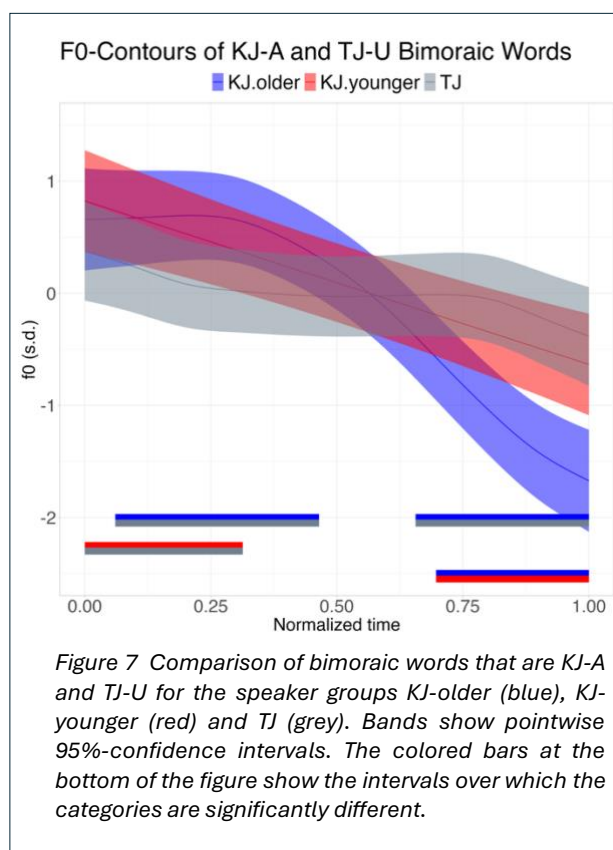 F0-Contours of KJ-A and TJ-U Bimoraic Words
KJ.older KJ.younger TJ
1
0
-1
-2
f0 (s.d.)
0.00 0.25 0.50 0.75 1.00
Normalized time
Figure 7 Comparison of bimoraic words that are KJ-A
and TJ-U for the speaker groups KJ-older (blue), KJ-
younger (red) and TJ (grey). Bands show pointwise
95%-confidence intervals. The colored bars at the
bottom of the figure show the intervals over which the
categories are significantly different.